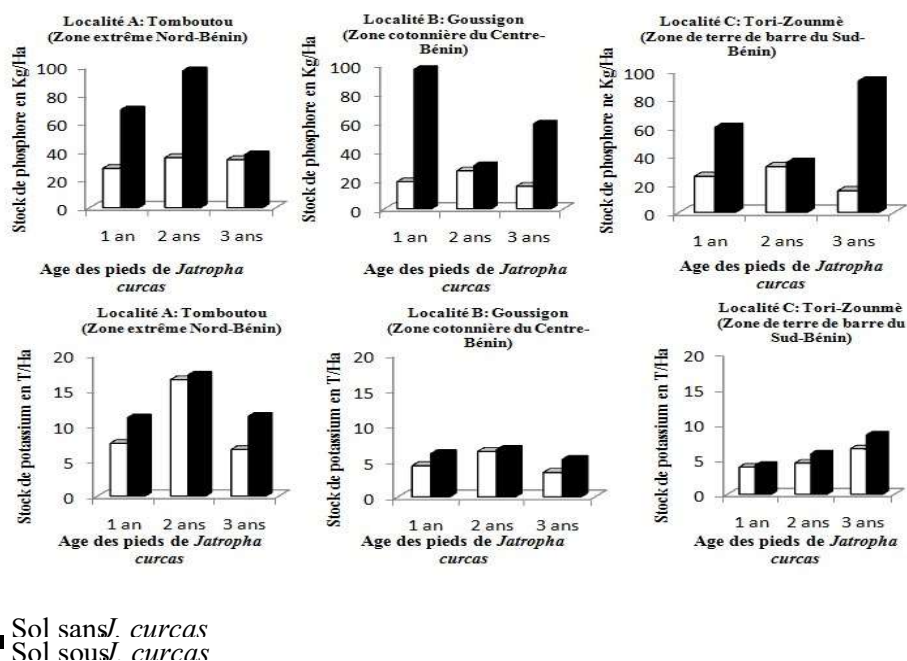 Localité A: Tomboutou
(Zone extrême Nord-Bénin)
Stock de phosphore en Kg/Ha
100
80
60
40
20
0
1 an 2 ans 3 ans
Age des pieds de Jatropha
curcas
Localité B: Goussigon
(Zone cotonnière du Centre-
Bénin)
Stock de phosphore en Kg/Ha
100
80
60
40
20
0
1 an 2 ans 3 ans
Age des pieds de Jatropha
curcas
Localité C: Tori-Zounmè
(Zone de terre de barre du Sud-
Bénin)
Stock de phosphore ne Kg/Ha
100
80
60
40
20
0
1 an 2 ans 3 ans
Age des pieds de Jatropha
curcas
Localité A: Tomboutou
(Zone extrême Nord-Bénin)
Stock de potassium en T/Ha
20
15
10
5
0
1 an 2 ans 3 ans
Age des pieds de Jatropha
curcas
Localité B: Goussigon
(Zone cotonnière du Centre-
Bénin)
Stock de potassium en T/Ha
20
15
10
5
0
1 an 2 ans 3 ans
Age des pieds de Jatropha
curcas
Localité C: Tori-Zounmè
(Zone de terre de barre du
Sud-Bénin)
Stock de potassium en T/Ha
20
15
10
5
0
1 an 2 ans 3 ans
Age des pieds de Jatropha
curcas
Sol sans J. curcas
Sol sous J. curcas